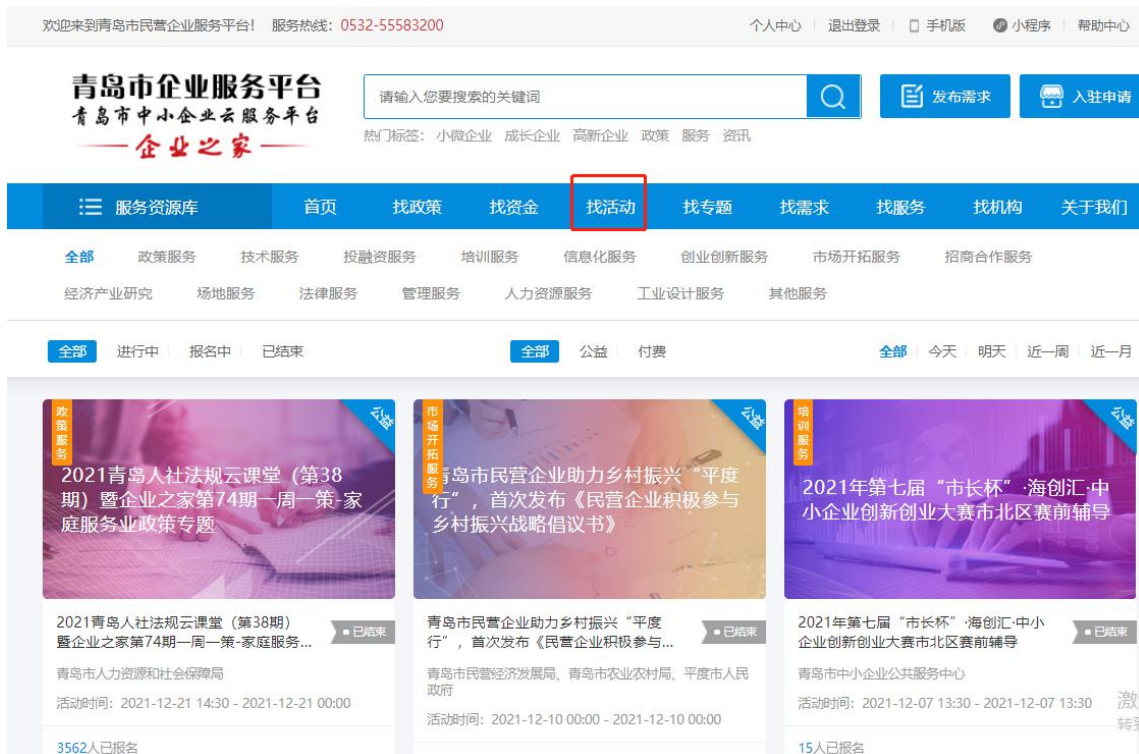 欢迎来到青岛市民营企业服务平台! 服务热线：0532-55583200 个人中心 退出登录 手机版 小程序 帮助中心
青岛市企业服务平台
青岛市中小企业云服务平台
企业之家
请输入您要搜索的关键词
发布需求 入驻申请
热门标签： 小微企业 成长企业 高新企业 政策 服务 资讯
服务资源库 首页 找政策 找资金 找活动 找专题 找需求 找服务 找机构 关于我们
全部 政策服务 技术服务 投融资服务 培训服务 信息化服务 创业创新服务 市场开拓服务 招商合作服务
经济产业研究 场地服务 法律服务 管理服务 人力资源服务 工业设计服务 其他服务
全部 进行中 报名中 已结束 全部 公益 付费 全部 今天 明天 近一周 近一月
政策服务
公益
2021青岛人社法规云课堂（第38
期）暨企业之家第74期一周一策-家
庭服务业政策专题
2021青岛人社法规云课堂（第38期）
暨企业之家第74期一周一策-家庭服务...
已结束
青岛市人力资源和社会保障局
活动时间：2021-12-21 14:30 - 2021-12-21 00:00
3562人已报名
市场开拓服务
公益
青岛市民营企业助力乡村振兴“平度
行”，首次发布《民营企业积极参与
乡村振兴战略倡议书》
青岛市民营企业助力乡村振兴“平度
行”，首次发布《民营企业积极参与...
已结束
青岛市民营经济发展局、青岛市农业农村局、平度市人民
政府
活动时间：2021-12-10 00:00 - 2021-12-10 00:00
培训服务
公益
2021年第七届“市长杯”·海创汇·中
小企业创新创业大赛市北区赛前辅导
2021年第七届“市长杯”·海创汇·中小
企业创新创业大赛市北区赛前辅导
已结束
青岛市中小企业公共服务中心
活动时间：2021-12-07 13:30 - 2021-12-07 13:30
15人已报名
激
转到